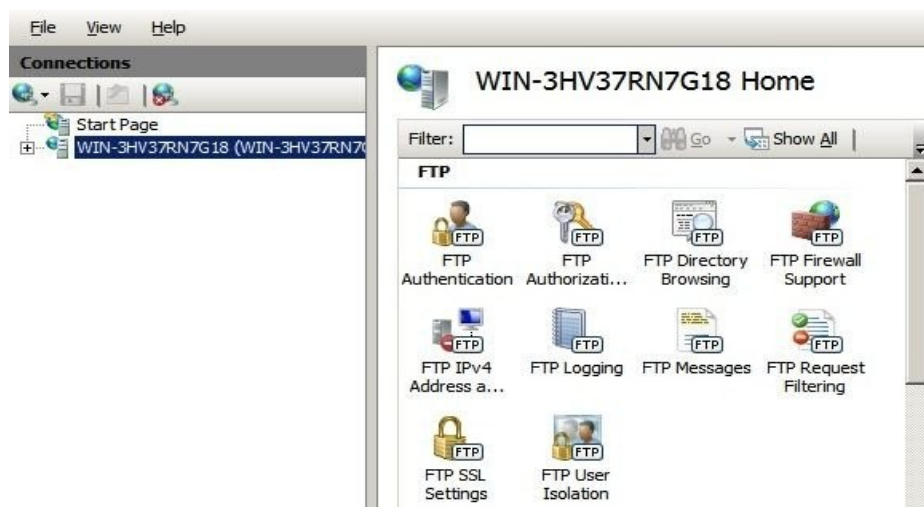 File View Help
Connections
Start Page
WIN-3HV37RN7G18 (WIN-3HV37RN7G
WIN-3HV37RN7G18 Home
Filter: Go Show All
FTP
FTP FTP FTP FTP
FTP FTP FTP Directory FTP Firewall
Authentication Authorizati... Browsing Support
FTP FTP FTP FTP
FTP IPv4 FTP Logging FTP Messages FTP Request
Address a... Filtering
FTP FTP
FTP SSL FTP User
Settings Isolation